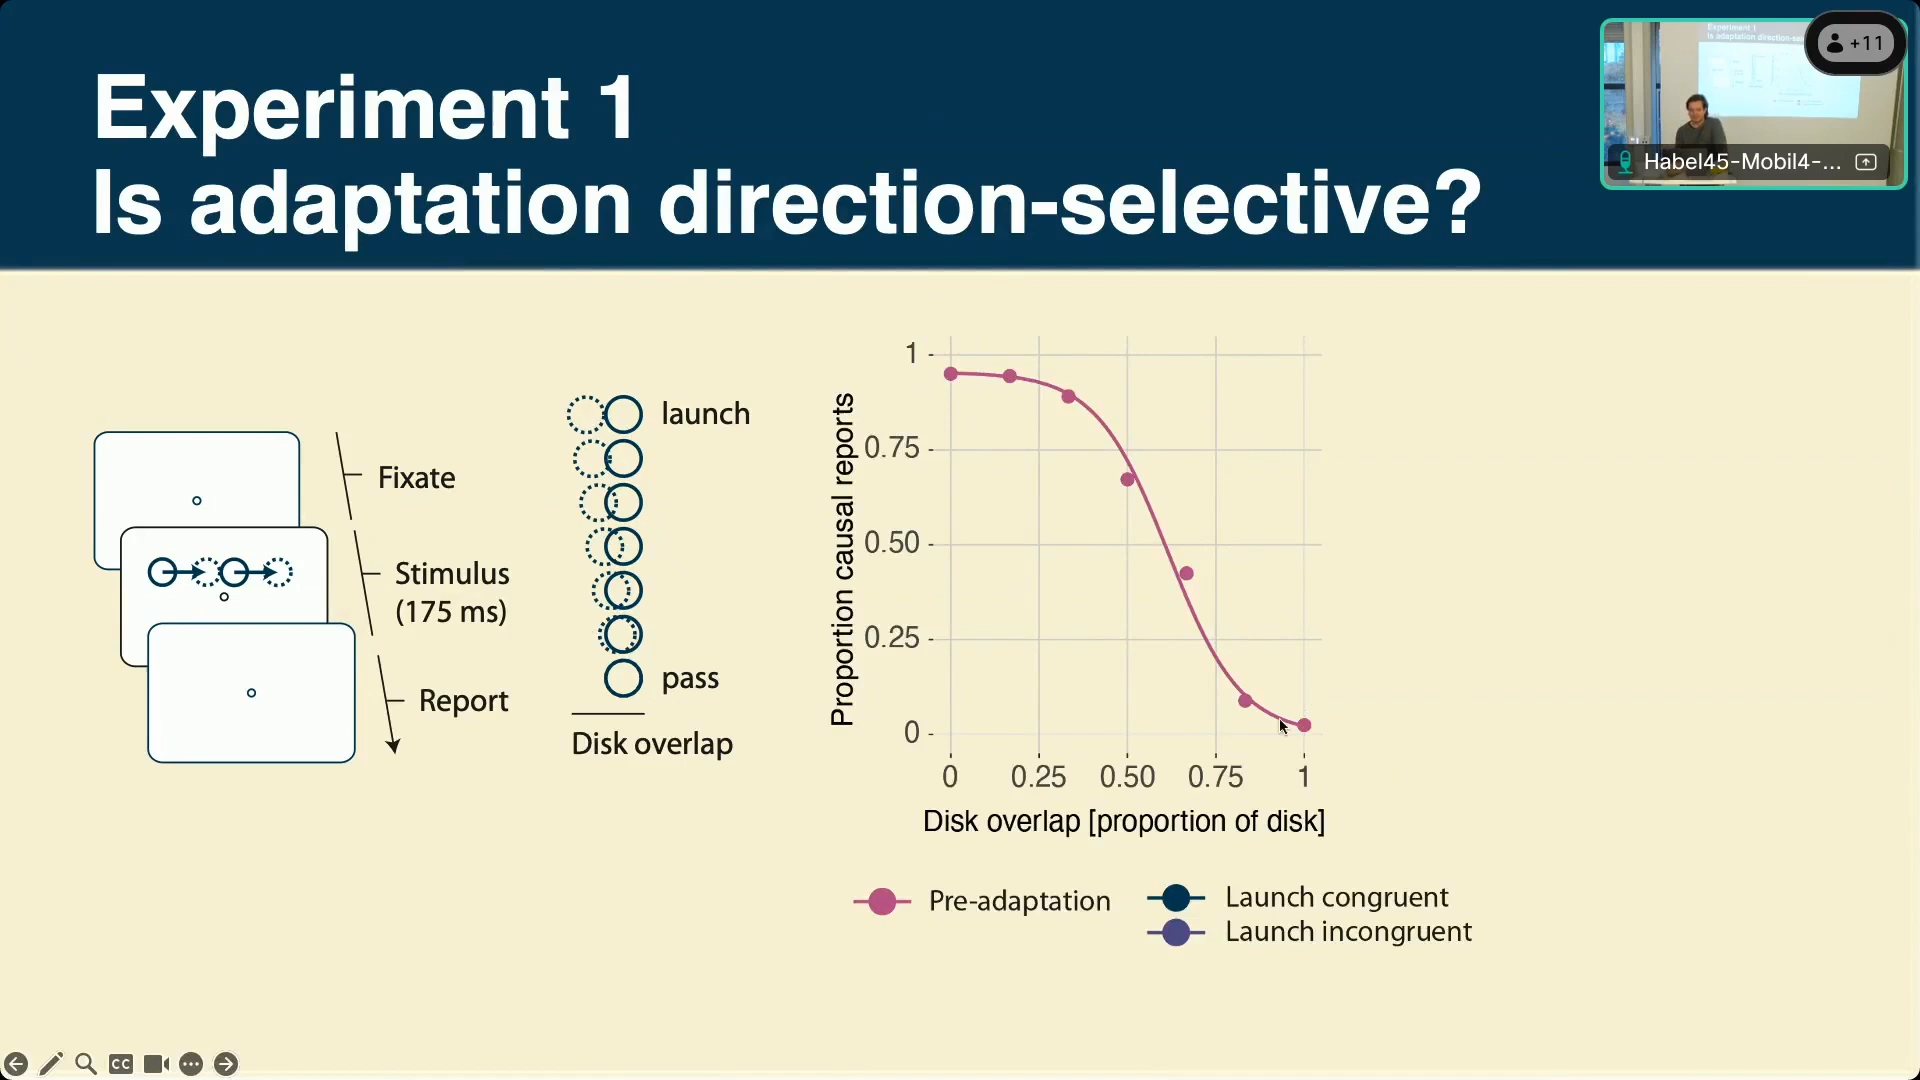 Experiment 1
Is adaptation direction-selective?
+11
Habel45-Mobil4-...
Fixate
Stimulus
(175 ms)
Report
launch
pass
Disk overlap
Proportion causal reports
1
0.75
0.50
0.25
0
0 0.25 0.50 0.75 1
Disk overlap [proportion of disk]
Pre-adaptation
Launch congruent
Launch incongruent
CC